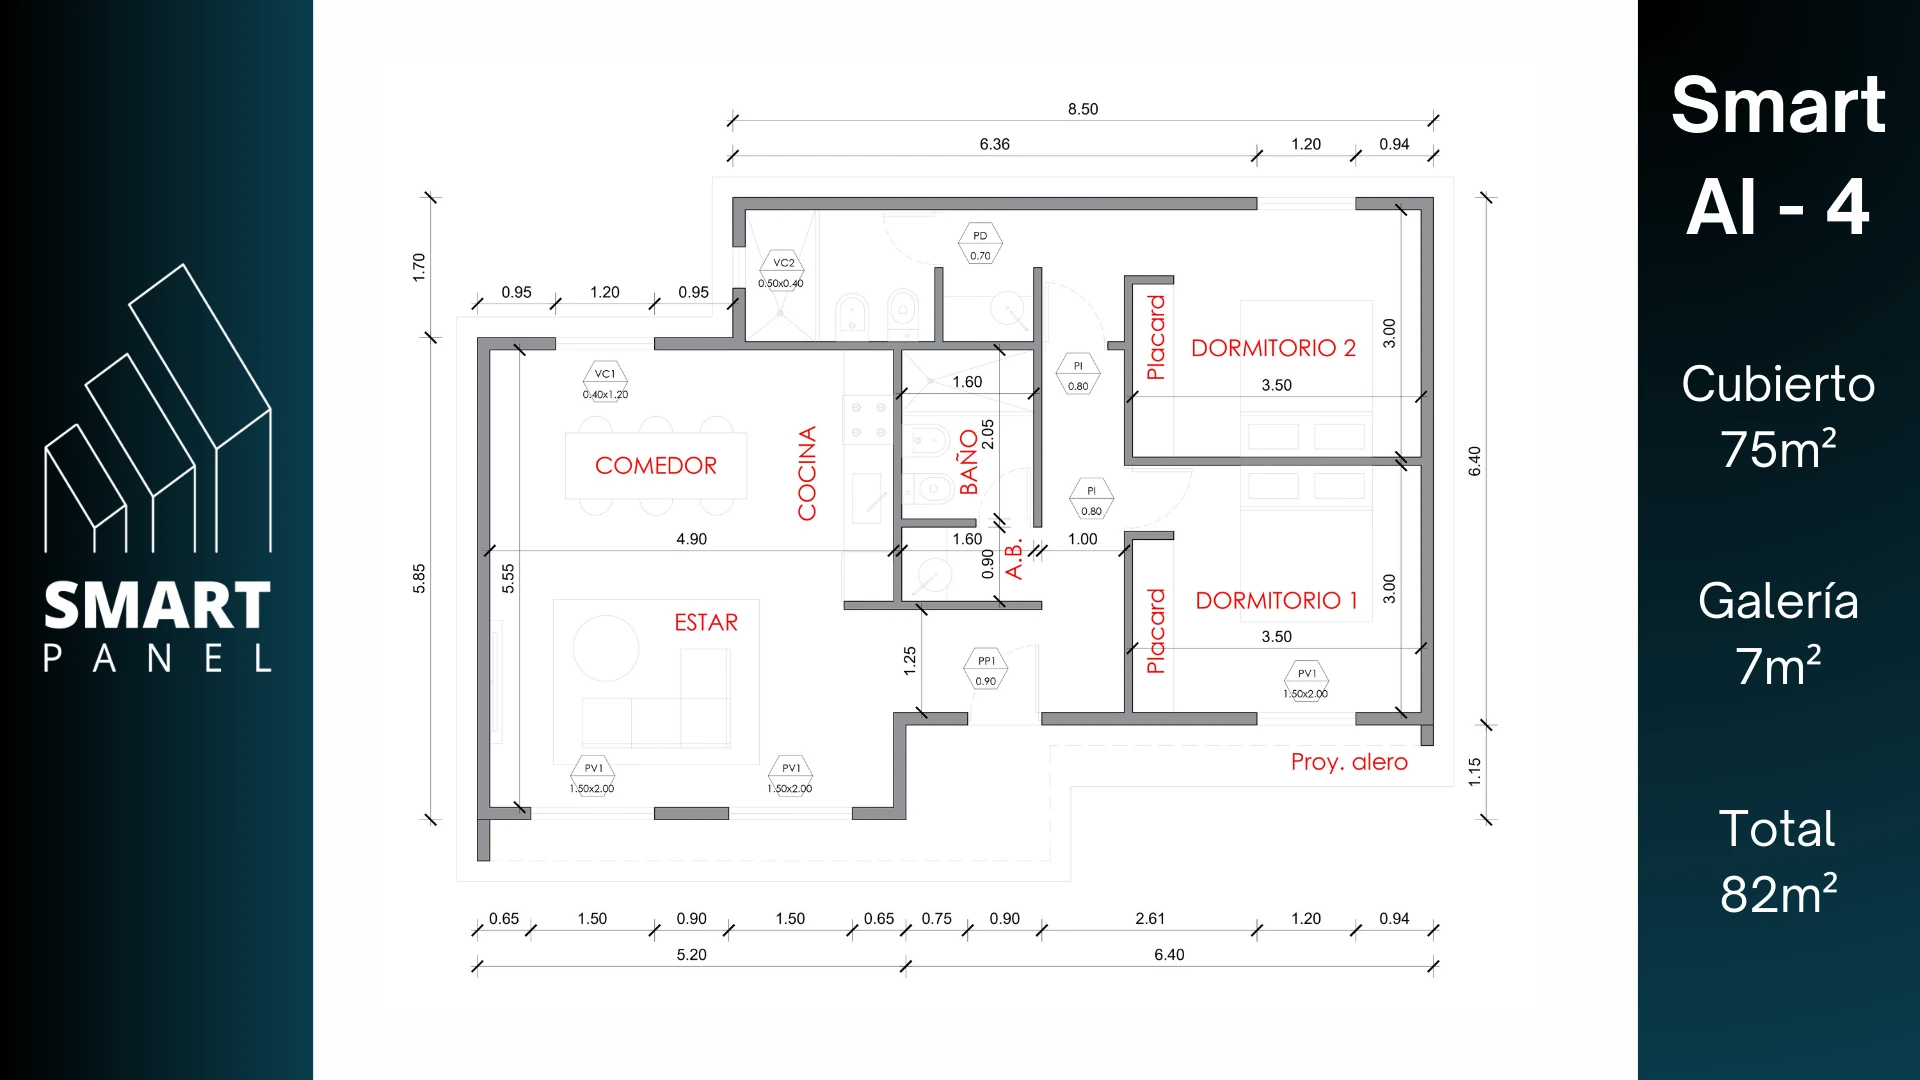 SMART
PANEL
8.50
6.36
1.20
0.94
1.70
0.95
1.20
0.95
VC2
0.50x0.40
PD
0.70
VC1
0.40x1.20
COMEDOR
COCINA
4.90
5.55
5.85
ESTAR
1.60
2.05
BAÑO
1.60
0.90
A.B.
1.00
PI
0.80
PI
0.80
Placard
DORMITORIO 2
3.50
3.00
6.40
Placard
DORMITORIO 1
3.50
3.00
1.25
PP1
0.90
PV1
1.50x2.00
PV1
1.50x2.00
PV1
1.50x2.00
Proy. alero
1.15
0.65
1.50
0.90
1.50
0.65
0.75
0.90
2.61
1.20
0.94
5.20
6.40
Smart
AI - 4
Cubierto
75m²
Galería
7m²
Total
82m²